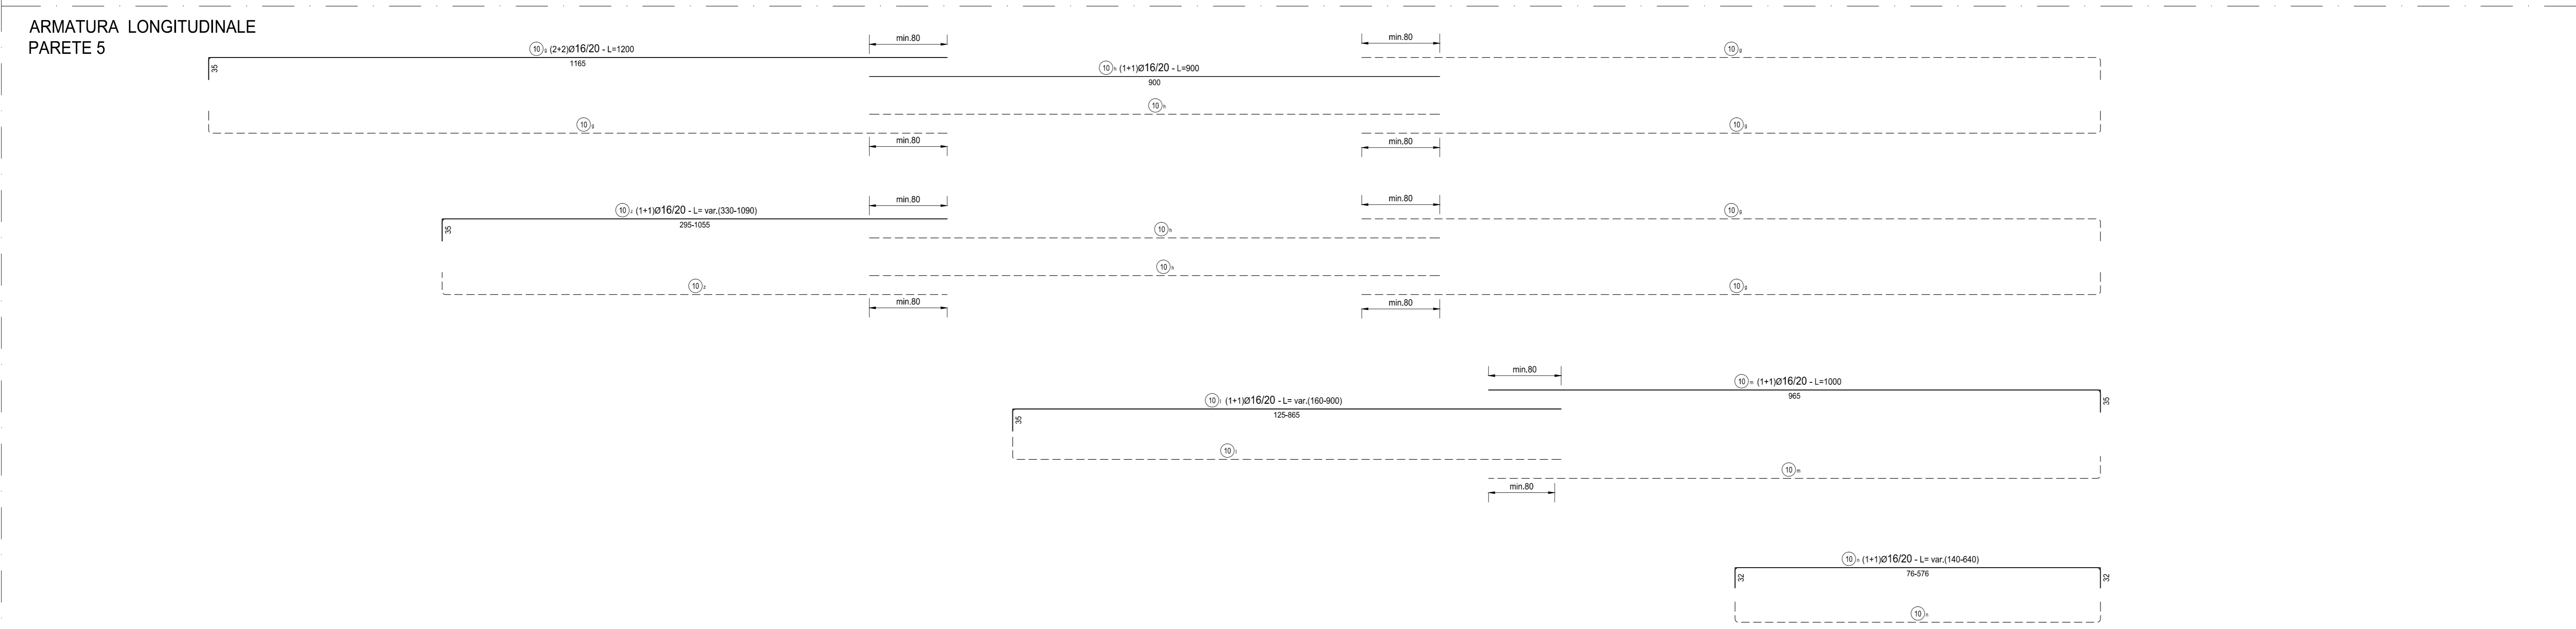 ARMATURA LONGITUDINALE
PARETE 5
10 g (2+2)Ø16/20 - L=1200
1165
35
min.80
min.80
10 g
10 h (1+1)Ø16/20 - L=900
900
10 h
10 g
10 g
min.80
min.80
10 z (1+1)Ø16/20 - L= var.(330-1090)
295-1055
35
min.80
min.80
10 g
10 h
10 h
10 z
10 g
min.80
min.80
min.80
10 m (1+1)Ø16/20 - L=1000
965
35
10 l (1+1)Ø16/20 - L= var.(160-900)
125-865
35
10 l
10 m
min.80
10 n (1+1)Ø16/20 - L= var.(140-640)
76-576
32
32
10 n